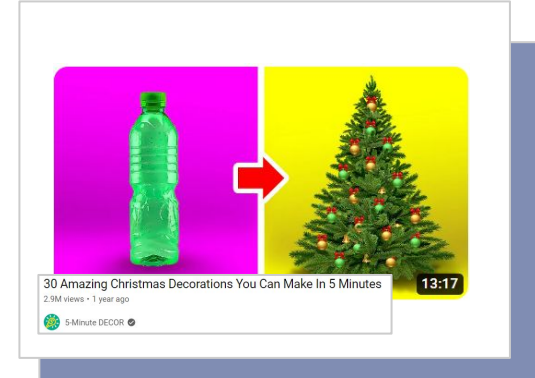 13:17
30 Amazing Christmas Decorations You Can Make In 5 Minutes
2.9M views • 1 year ago
5-Minute DECOR